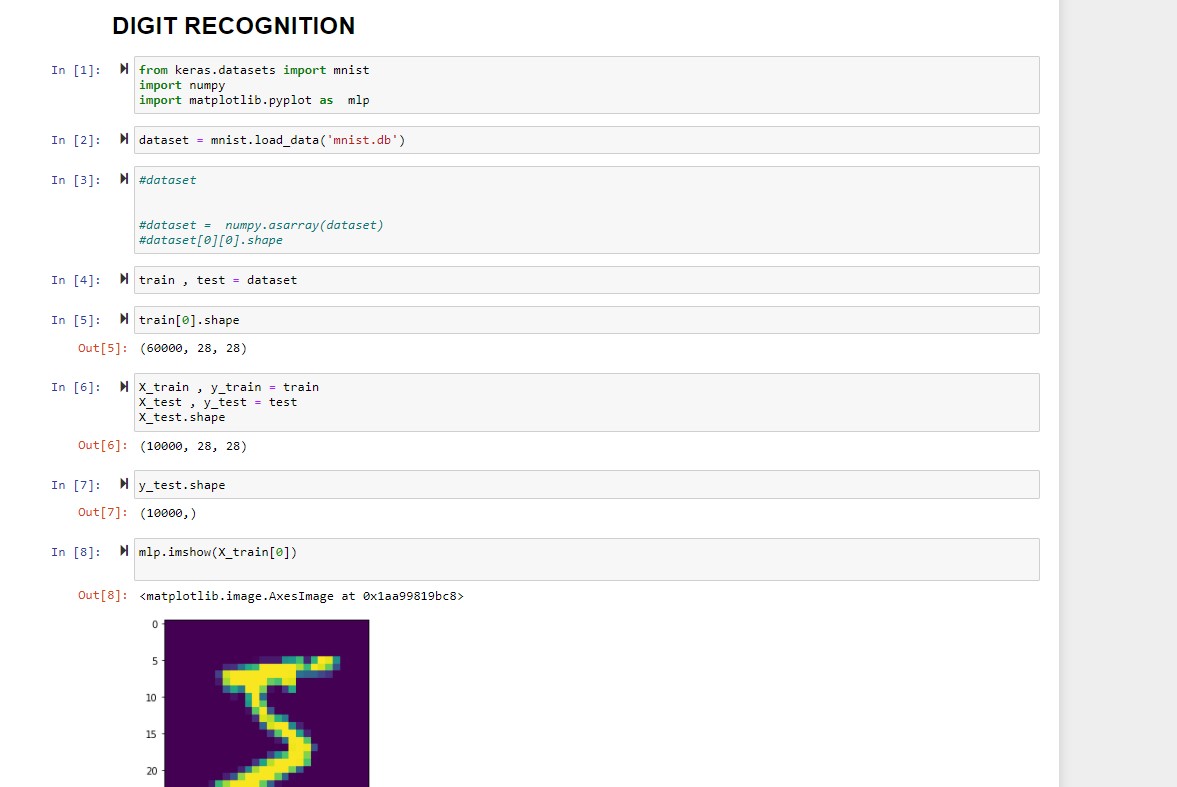 DIGIT RECOGNITION
In [1]: from keras.datasets import mnist
import numpy
import matplotlib.pyplot as  mlp
In [2]: dataset = mnist.load_data('mnist.db')
In [3]: #dataset
#dataset =  numpy.asarray(dataset)
#dataset[0][0].shape
In [4]: train , test = dataset
In [5]: train[0].shape
Out[5]: (60000, 28, 28)
In [6]: X_train , y_train = train
X_test , y_test = test
X_test.shape
Out[6]: (10000, 28, 28)
In [7]: y_test.shape
Out[7]: (10000,)
In [8]: mlp.imshow(X_train[0])
Out[8]: <matplotlib.image.AxesImage at 0x1aa99819bc8>
0
5
10
15
20